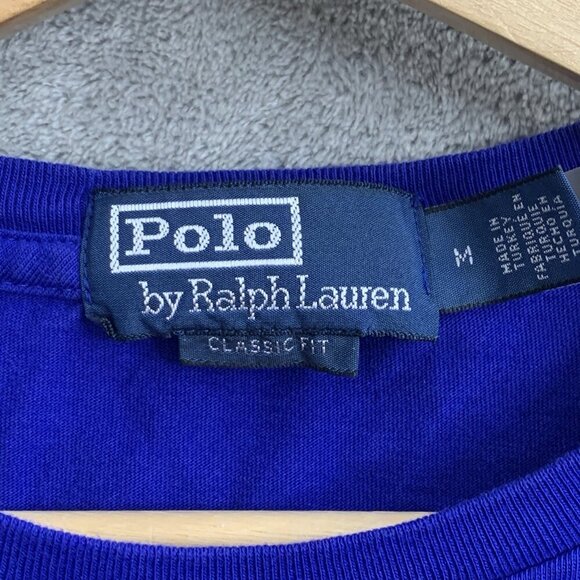 Polo
by Ralph Lauren
CLASSIC FIT
M
MADE IN
TURKEY
FABRIQUE EN
TURQUIE
HECHO EN
TURQUIA